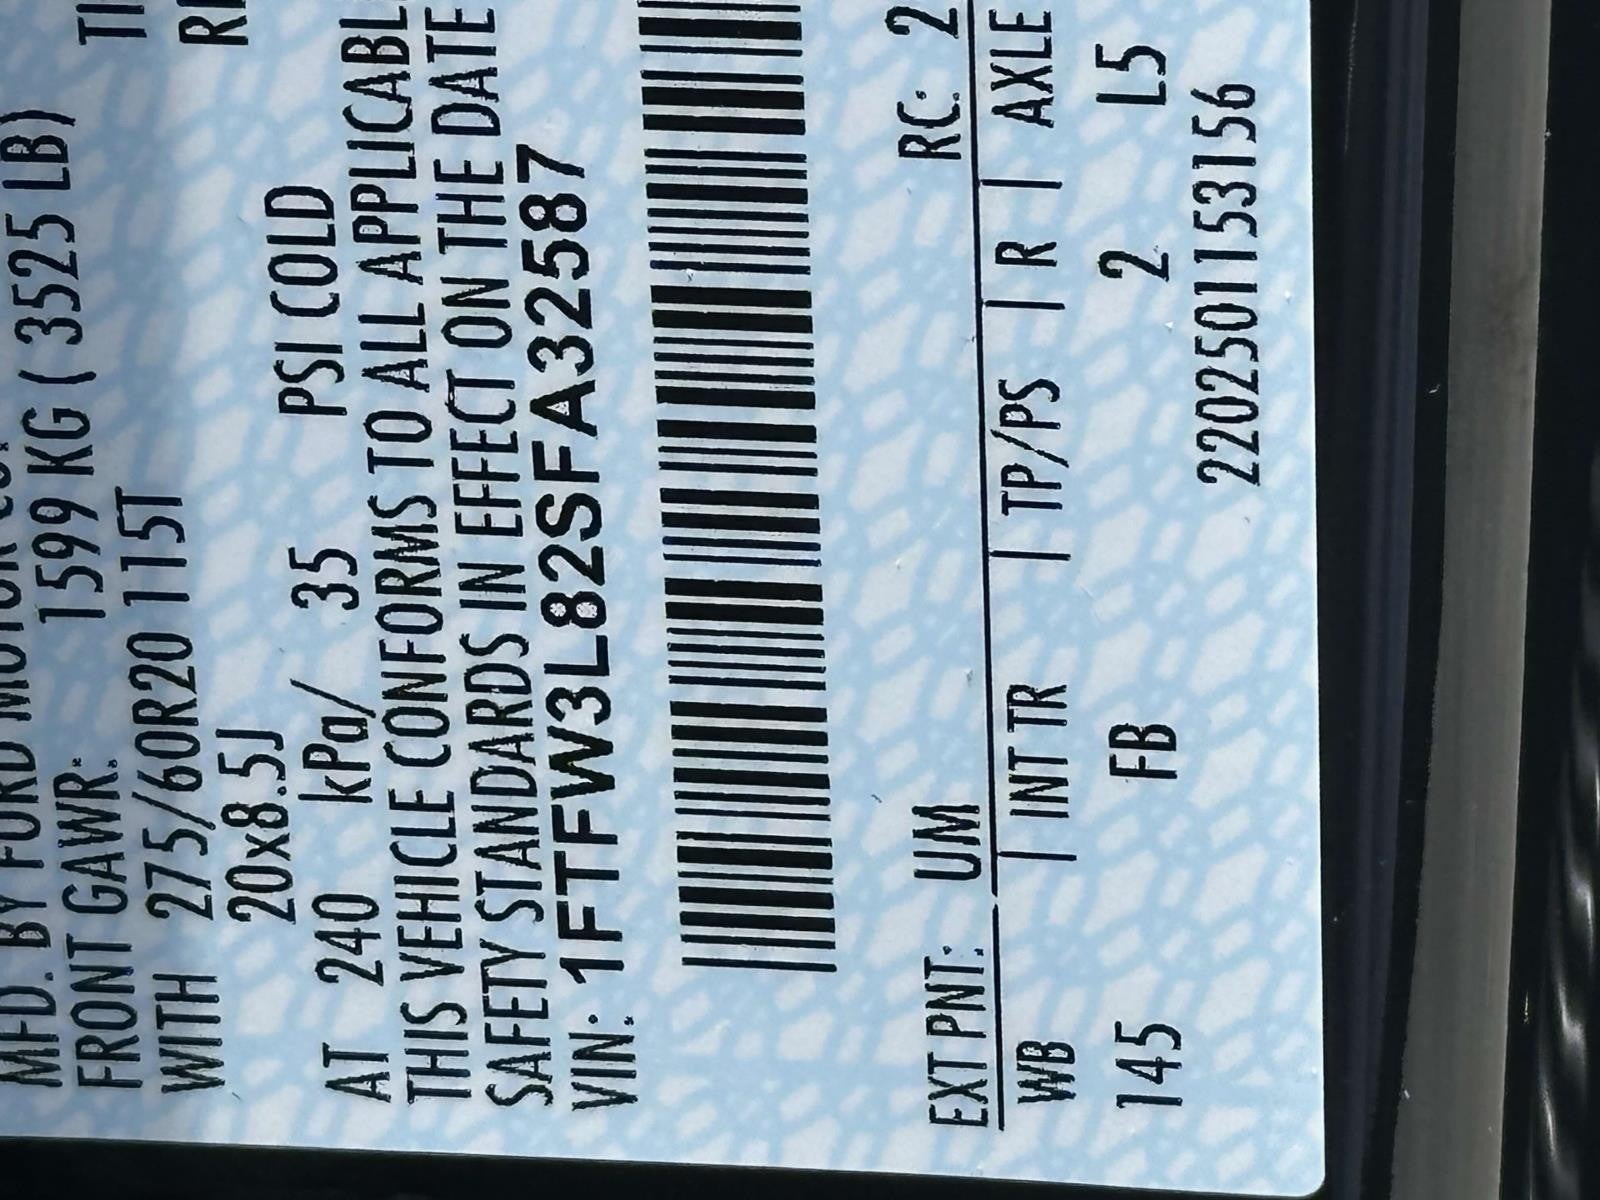 MFD. BY FORD MOTOR CO.
FRONT GAWR: 1599 KG ( 3525 LB)
WITH 275/60R20 115T
20x8.5J
AT 240 kPa/ 35 PSI COLD
THIS VEHICLE CONFORMS TO ALL APPLICABLE
SAFETY STANDARDS IN EFFECT ON THE DATE
VIN: 1FTFW3L82SFA32587
EXT PNT: UM RC: 2
WB | INT TR | TP/PS | R | AXLE
145 FB 2 L5
2202501153156